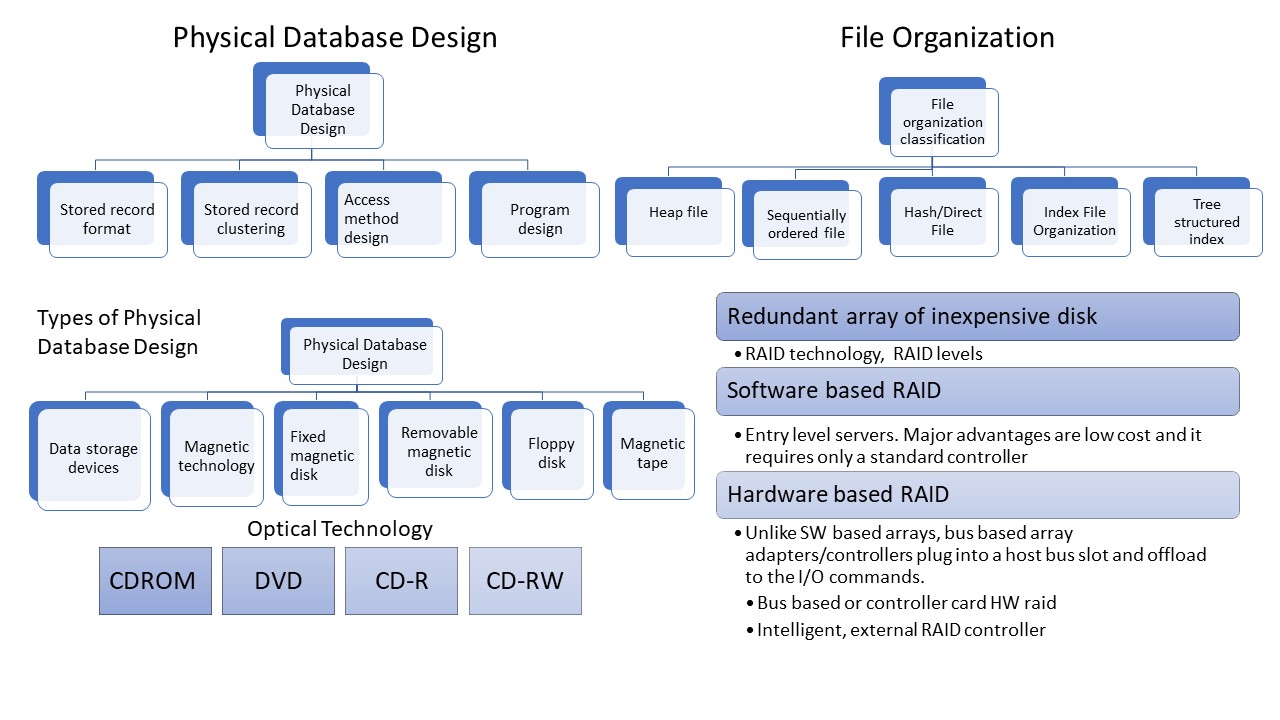 Physical Database Design
Physical
Database
Design
Stored record
format
Stored record
clustering
Access
method
design
Program
design
File Organization
File
organization
classification
Heap file
Sequentially
ordered file
Hash/Direct
File
Index File
Organization
Tree
structured
index
Types of Physical
Database Design
Physical Database
Design
Data storage
devices
Magnetic
technology
Fixed
magnetic
disk
Removable
magnetic
disk
Floppy
disk
Magnetic
tape
Optical Technology
CDROM
DVD
CD-R
CD-RW
Redundant array of inexpensive disk
•RAID technology,  RAID levels
Software based RAID
•Entry level servers. Major advantages are low cost and it
requires only a standard controller
Hardware based RAID
•Unlike SW based arrays, bus based array
adapters/controllers plug into a host bus slot and offload
to the I/O commands.
•Bus based or controller card HW raid
•Intelligent, external RAID controller